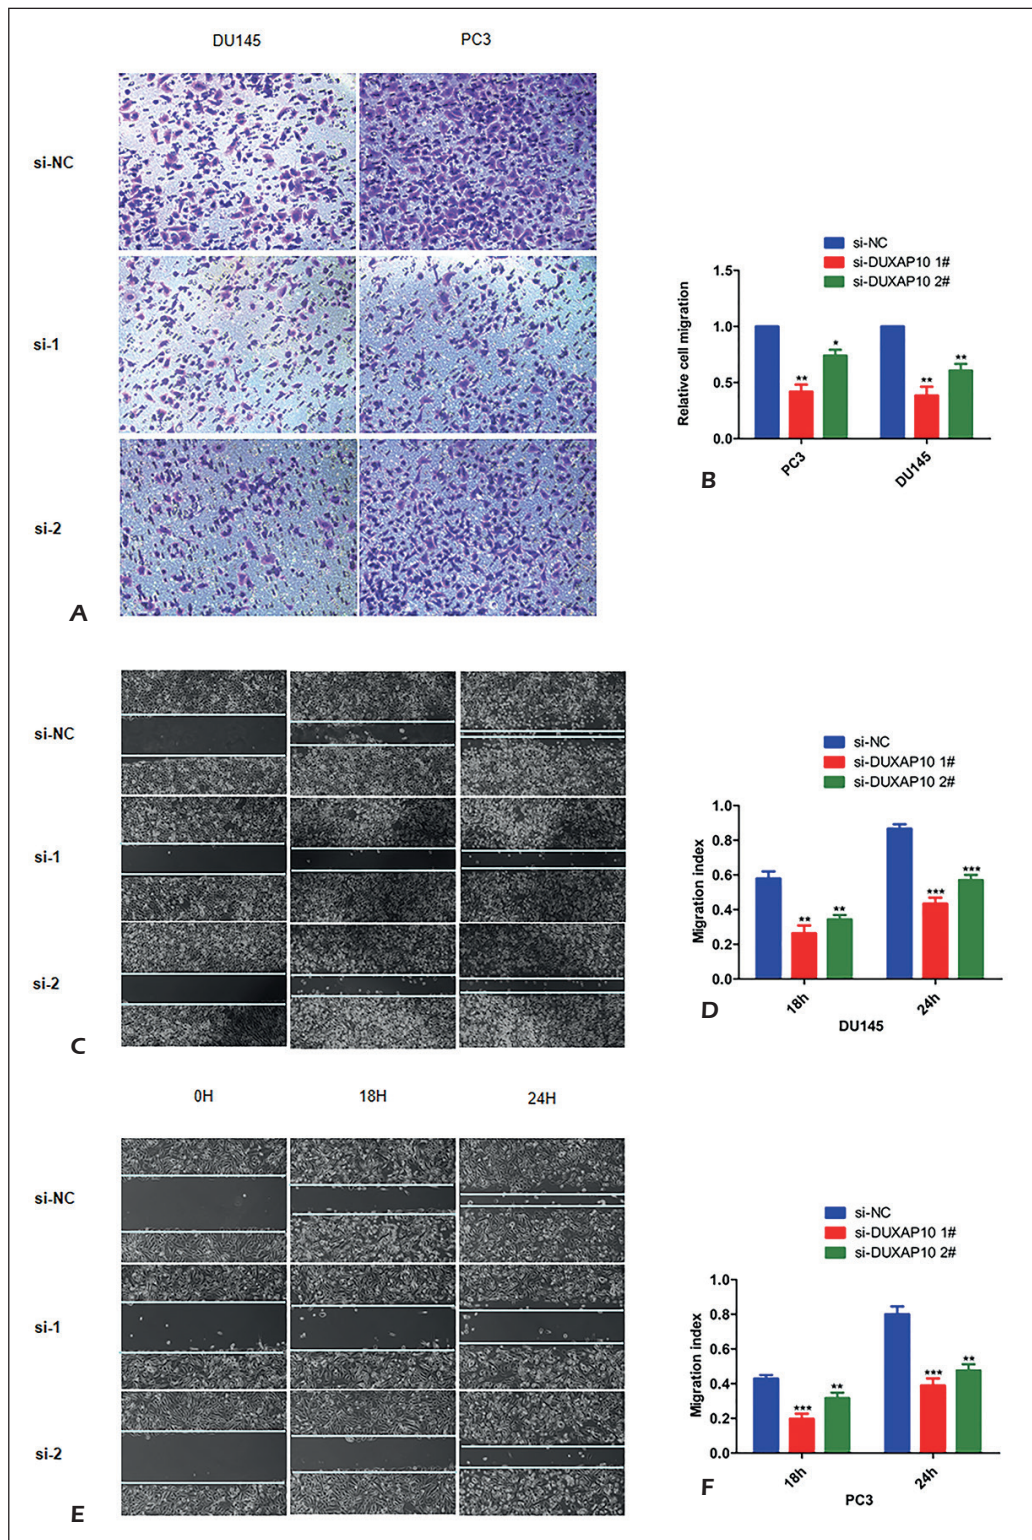 DU145 PC3
si-NC
si-1
si-2
A
si-NC
si-DUXAP10 1#
si-DUXAP10 2#
Relative cell migration
1.5
1.0
0.5
0.0
** * ** **
PC3 DU145
B
si-NC
si-1
si-2
C
si-NC
si-DUXAP10 1#
si-DUXAP10 2#
Migration index
1.0
0.8
0.6
0.4
0.2
0.0
** ** *** ***
18h 24h
DU145
D
0H 18H 24H
si-NC
si-1
si-2
E
si-NC
si-DUXAP10 1#
si-DUXAP10 2#
Migration index
1.0
0.8
0.6
0.4
0.2
0.0
*** ** *** **
18h 24h
PC3
F